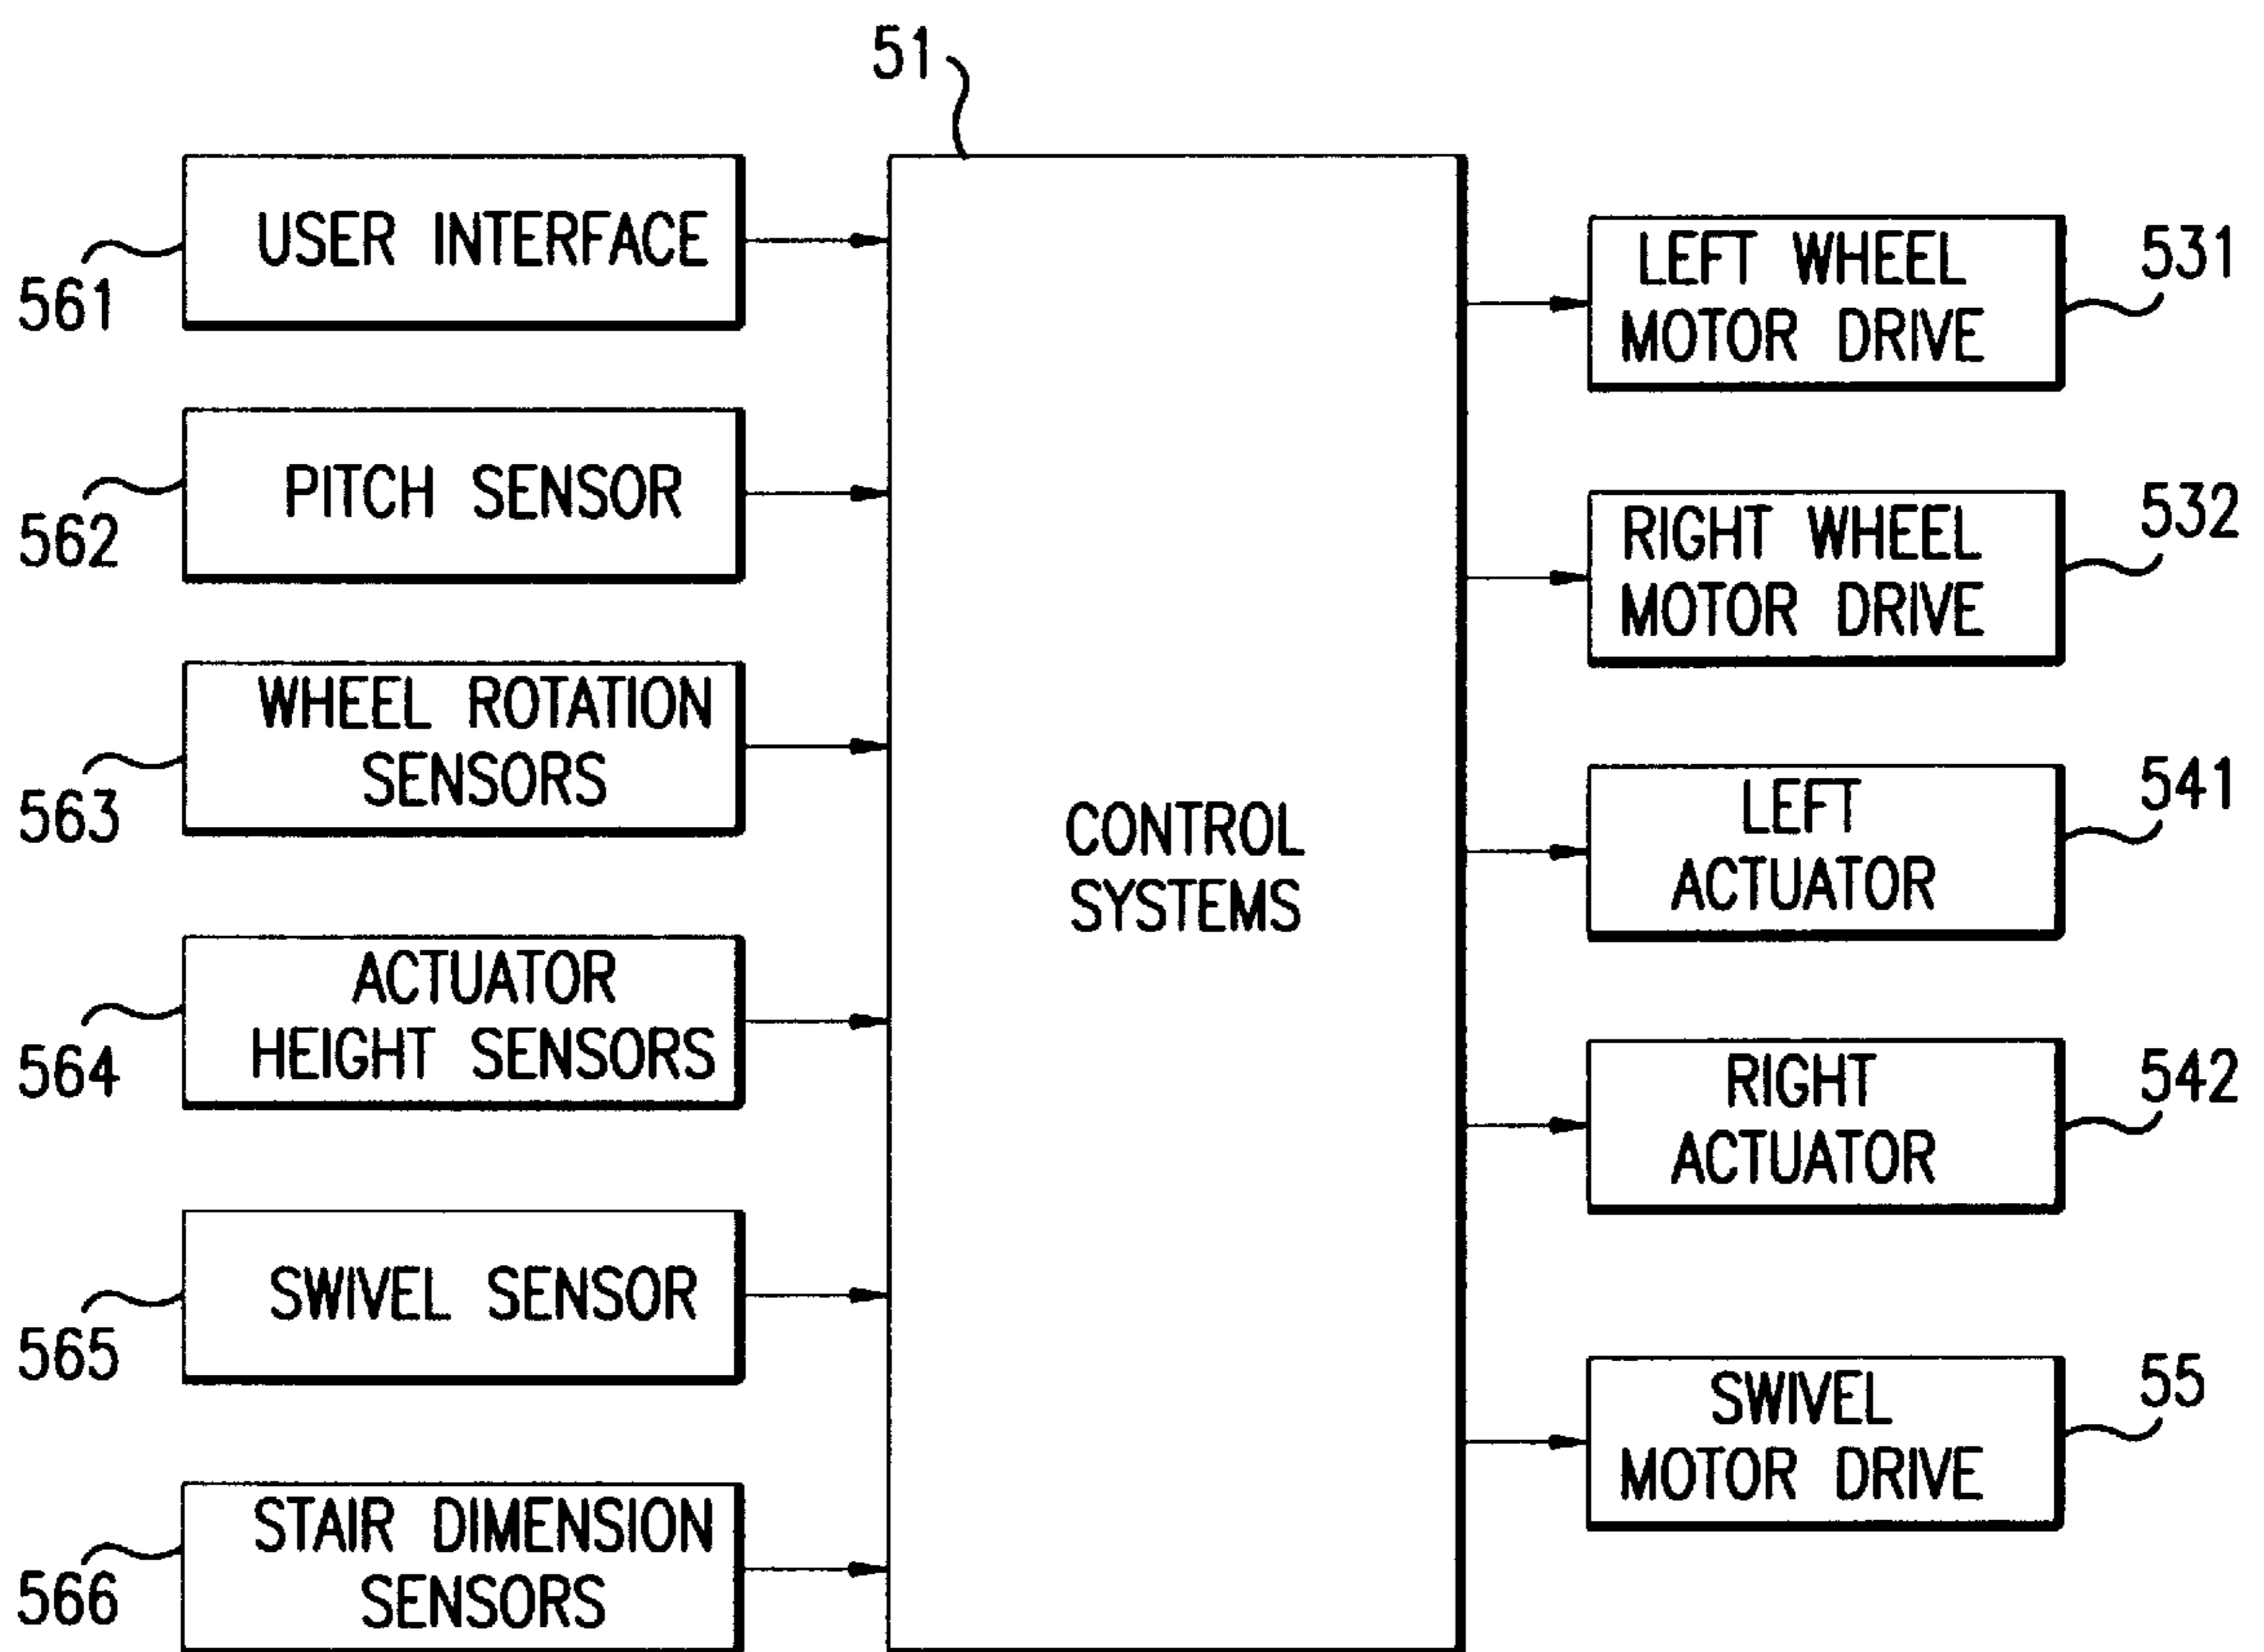 51
USER INTERFACE
561
PITCH SENSOR
562
WHEEL ROTATION
SENSORS
563
ACTUATOR
HEIGHT SENSORS
564
SWIVEL SENSOR
565
STAIR DIMENSION
SENSORS
566
CONTROL
SYSTEMS
LEFT WHEEL
MOTOR DRIVE
531
RIGHT WHEEL
MOTOR DRIVE
532
LEFT
ACTUATOR
541
RIGHT
ACTUATOR
542
SWIVEL
MOTOR DRIVE
55